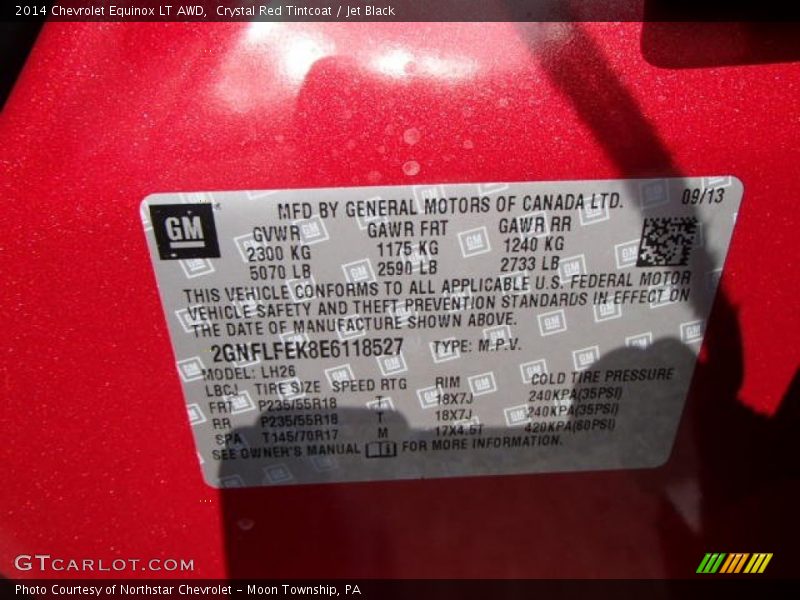 2014 Chevrolet Equinox LT AWD,  Crystal Red Tintcoat / Jet Black
GM
MFD BY GENERAL MOTORS OF CANADA LTD. 09/13
GVWR GAWR FRT GAWR RR
2300 KG 1175 KG 1240 KG
5070 LB 2590 LB 2733 LB
THIS VEHICLE CONFORMS TO ALL APPLICABLE U.S. FEDERAL MOTOR
VEHICLE SAFETY AND THEFT PREVENTION STANDARDS IN EFFECT ON
THE DATE OF MANUFACTURE SHOWN ABOVE.
2GNFLFEK8E6118527 TYPE: M.P.V.
MODEL: LH26
LBCJ TIRE SIZE SPEED RTG RIM COLD TIRE PRESSURE
FRT P235/55R18 T 18X7J 240KPA(35PSI)
RR P235/55R18 T 18X7J 240KPA(35PSI)
SPA T145/70R17 M 17X4.5T 420KPA(60PSI)
SEE OWNER'S MANUAL FOR MORE INFORMATION.
GTCARLOT.COM
Photo Courtesy of Northstar Chevrolet - Moon Township, PA